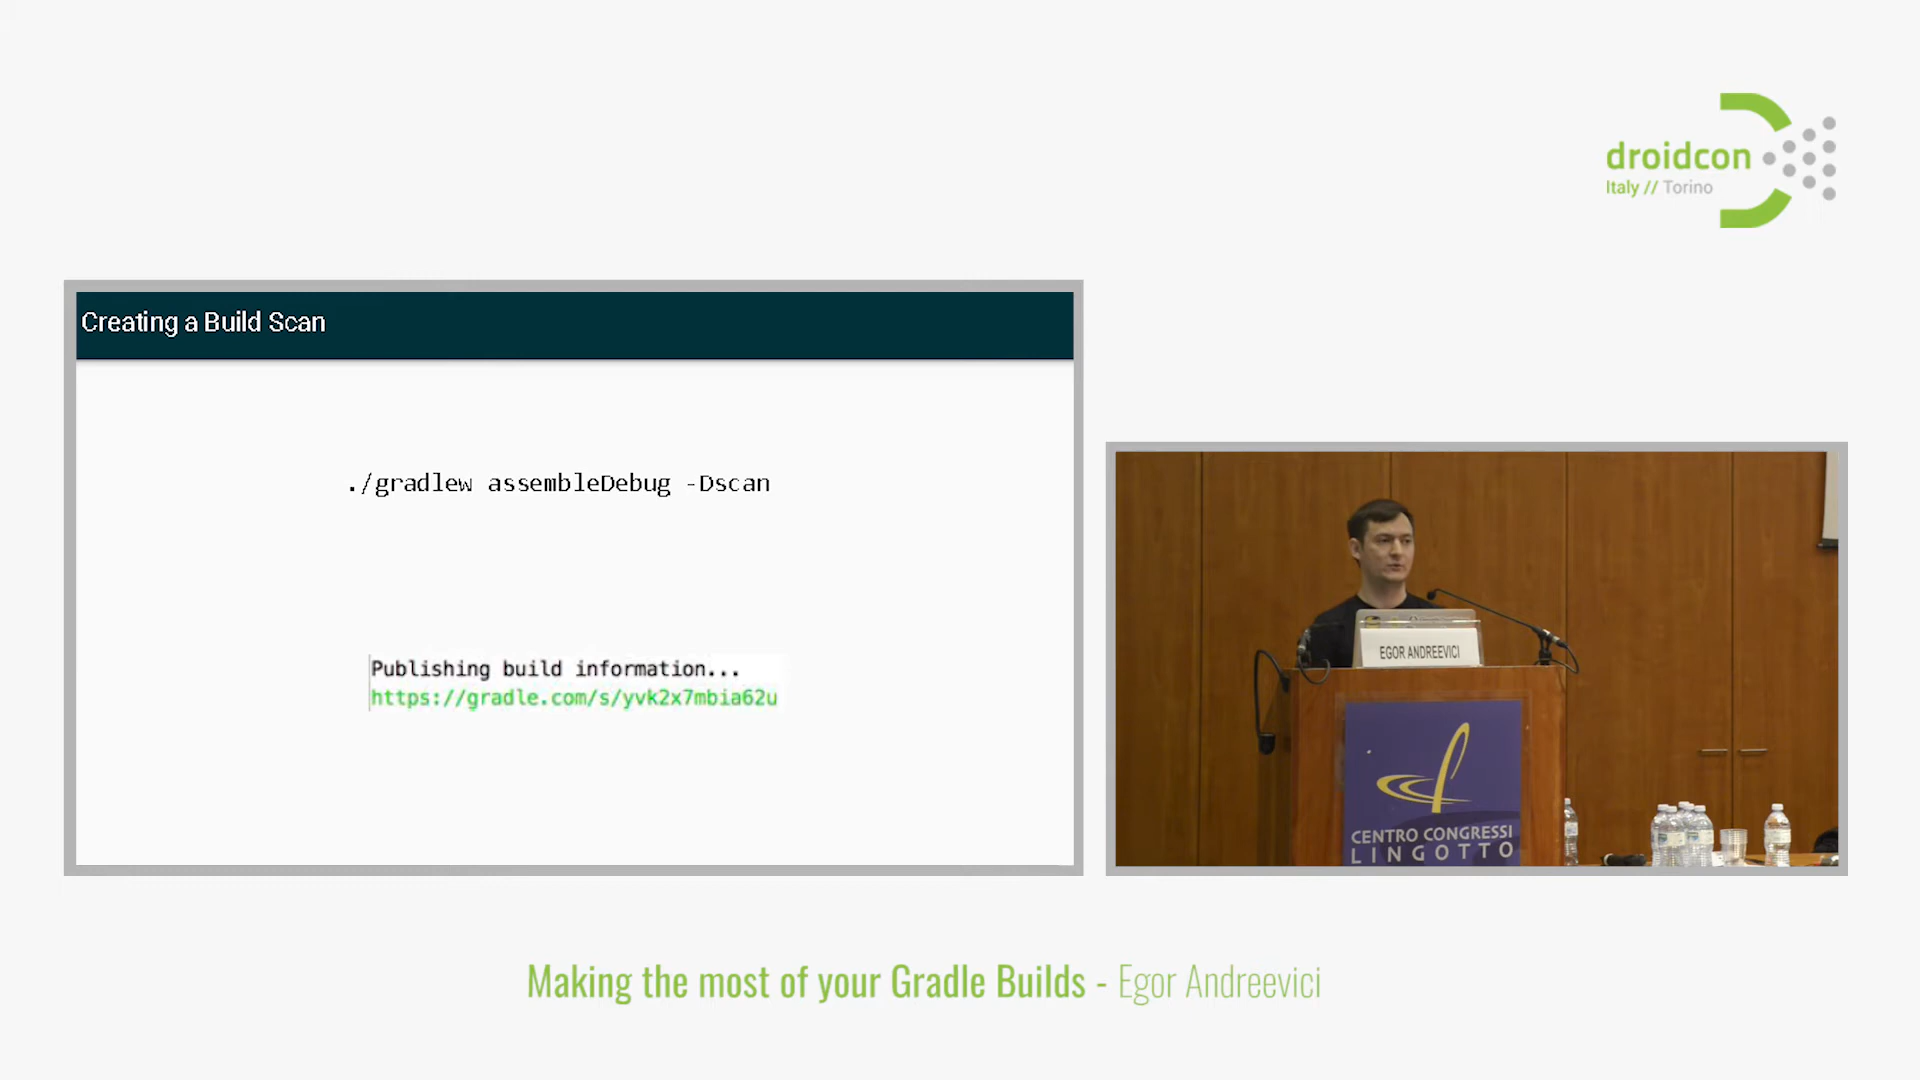 droidcon
Italy // Torino
Creating a Build Scan
./gradlew assembleDebug -Dscan
Publishing build information...
https://gradle.com/s/yvk2x7mbia62u
EGOR ANDREEVICI
CENTRO CONGRESSI
LINGOTTO
Making the most of your Gradle Builds - Egor Andreevici